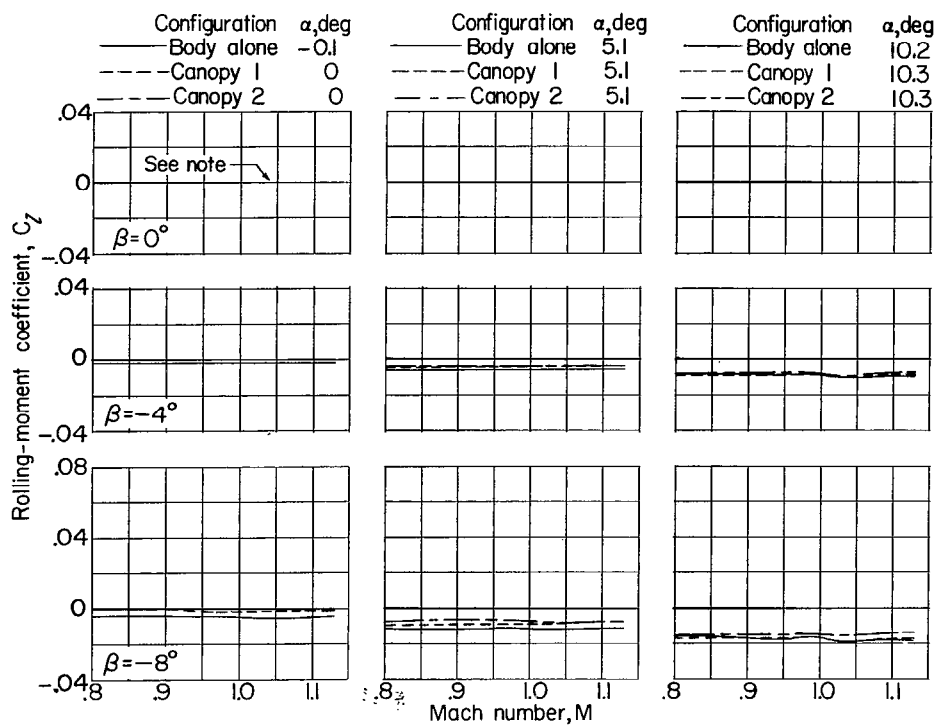 Configuration α,deg
Body alone -0.1
Canopy 1 0
Canopy 2 0
Configuration α,deg
Body alone 5.1
Canopy 1 5.1
Canopy 2 5.1
Configuration α,deg
Body alone 10.2
Canopy 1 10.3
Canopy 2 10.3
Rolling-moment coefficient, C_l
.04
0
-.04
See note
β=0°
.04
0
-.04
β=-4°
.08
.04
0
-.04
β=-8°
.8 .9 1.0 1.1
.8 .9 1.0 1.1
.8 .9 1.0 1.1
Mach number, M